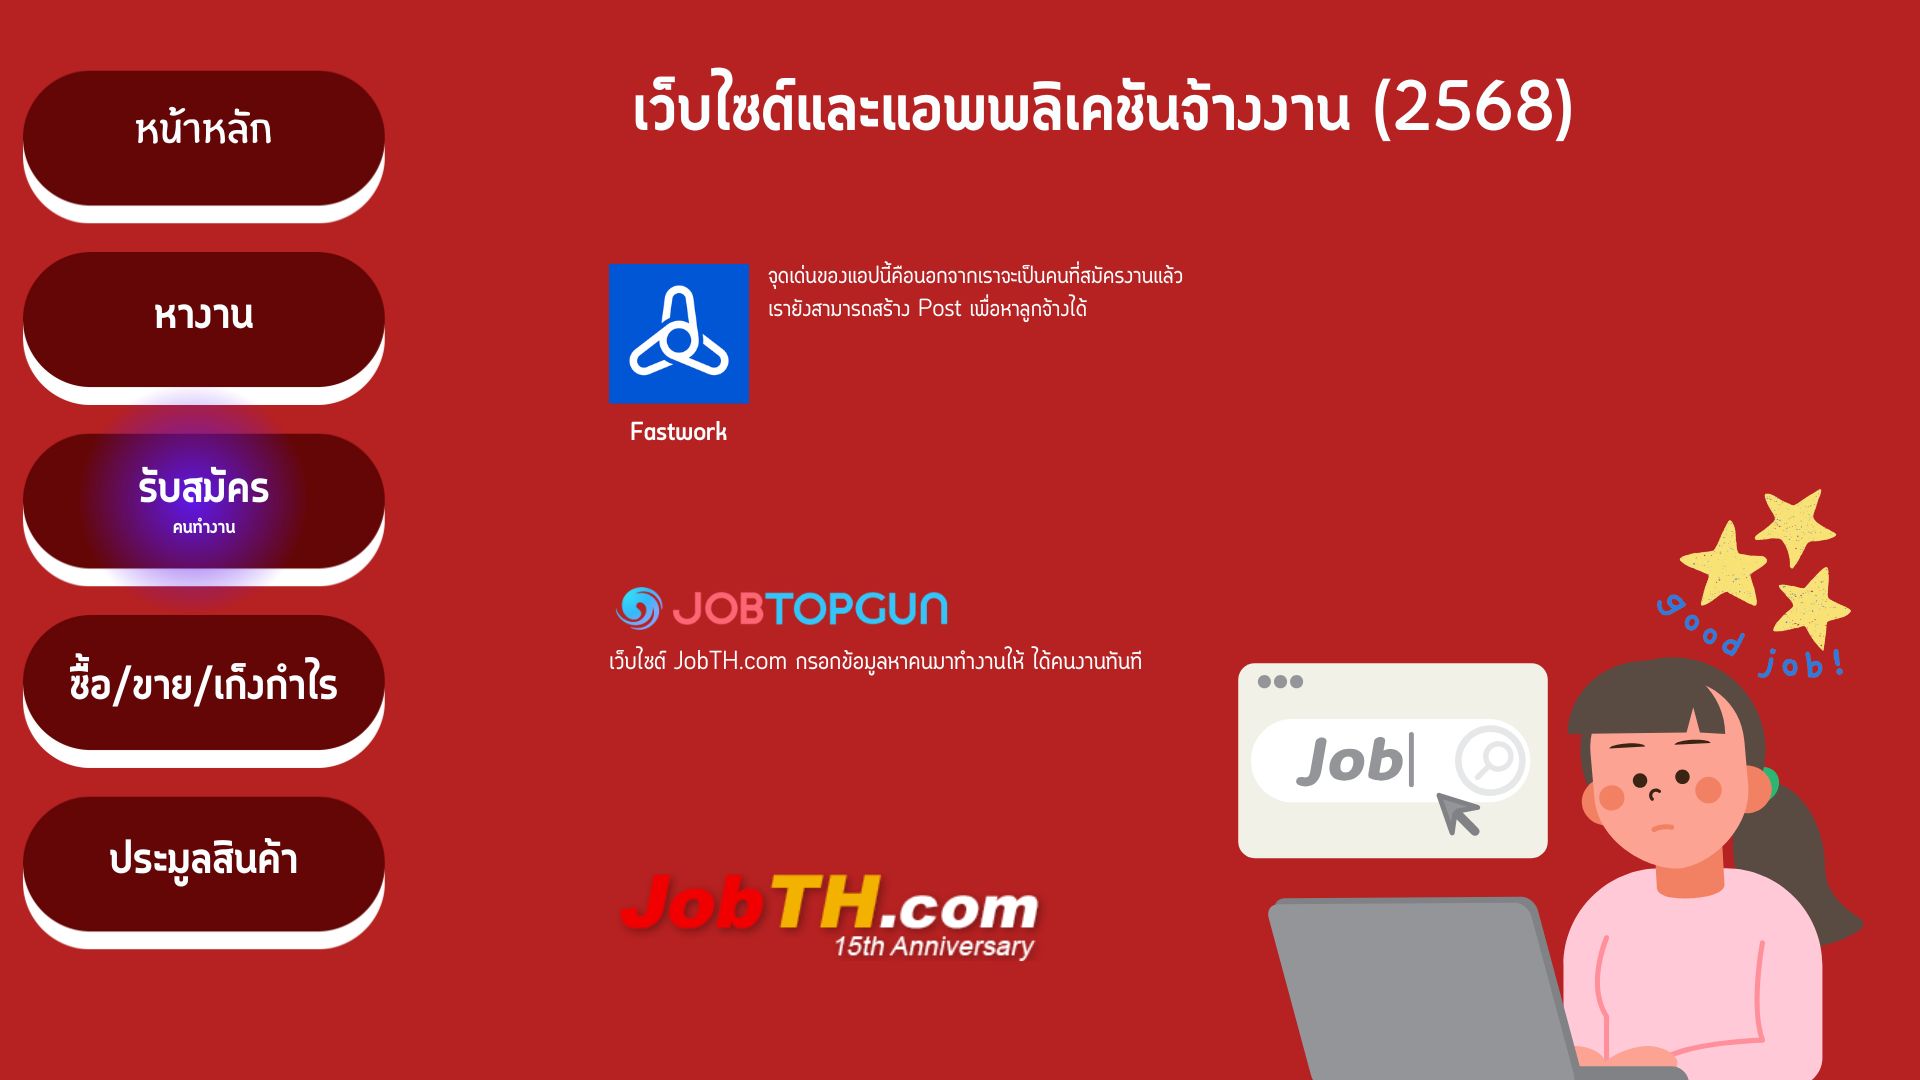 หน้าหลัก
หางาน
รับสมัคร
คนทำงาน
ซื้อ/ขาย/เก็งกำไร
ประมูลสินค้า
เว็บไซต์และแอพพลิเคชันจ้างงาน (2568)
จุดเด่นของแอปนี้คือนอกจากเราจะเป็นคนที่สมัครงานแล้ว
เรายังสามารถสร้าง Post เพื่อหาลูกจ้างได้
Fastwork
JOBTOPGUN
เว็บไซต์ JobTH.com กรอกข้อมูลหาคนมาทำงานให้ ได้คนงานทันที
JobTH.com
15th Anniversary
good job!
Job